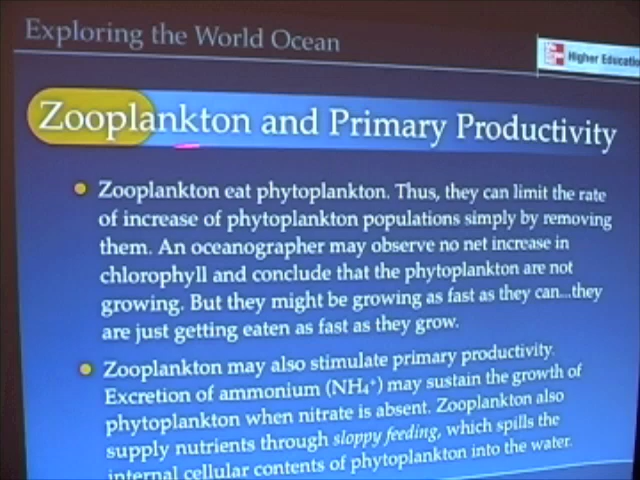 Exploring the World Ocean
Higher Educatio
Zooplankton and Primary Productivity
Zooplankton eat phytoplankton. Thus, they can limit the rate
of increase of phytoplankton populations simply by removing
them. An oceanographer may observe no net increase in
chlorophyll and conclude that the phytoplankton are not
growing. But they might be growing as fast as they can...they
are just getting eaten as fast as they grow.
Zooplankton may also stimulate primary productivity.
Excretion of ammonium (NH₄⁺) may sustain the growth of
phytoplankton when nitrate is absent. Zooplankton also
supply nutrients through sloppy feeding, which spills the
internal cellular contents of phytoplankton into the water.